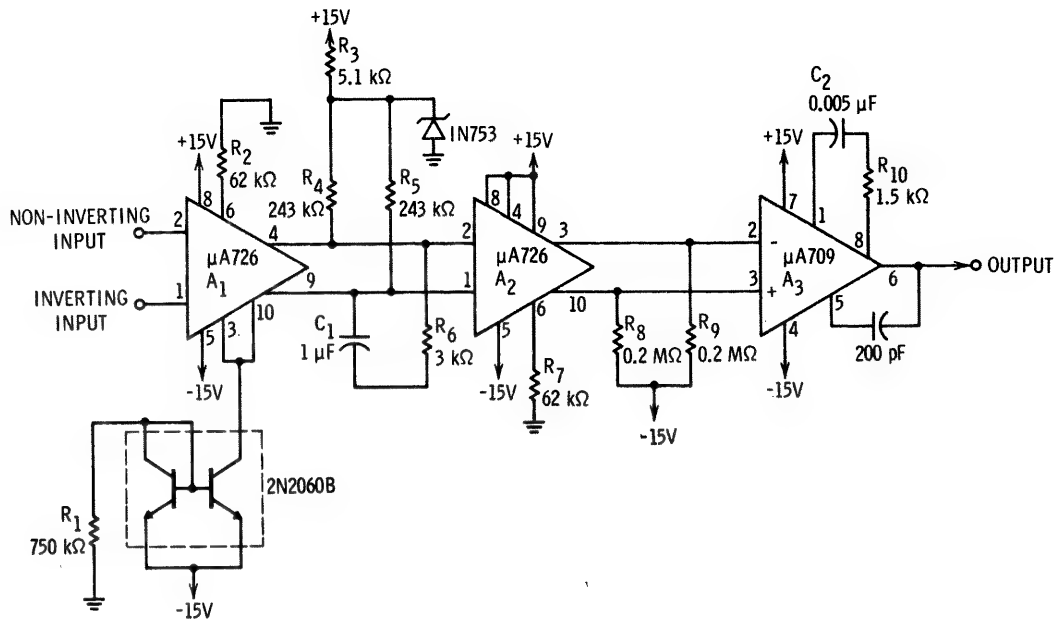 +15V
R3
5.1 kΩ
C2
0.005 µF
+15V
R2
62 kΩ
IN753
+15V
+15V
R10
1.5 kΩ
R4
243 kΩ
R5
243 kΩ
8
6
8
4
9
7
1
8
NON-INVERTING
INPUT
2
4
2
3
2
-
µA726
A1
µA726
A2
µA709
A3
6
OUTPUT
INVERTING
INPUT
1
9
1
10
3
+
5
3
10
5
6
4
5
C1
1 µF
R6
3 kΩ
R8
0.2 MΩ
R9
0.2 MΩ
200 pF
-15V
-15V
R7
62 kΩ
-15V
-15V
2N2060B
R1
750 kΩ
-15V